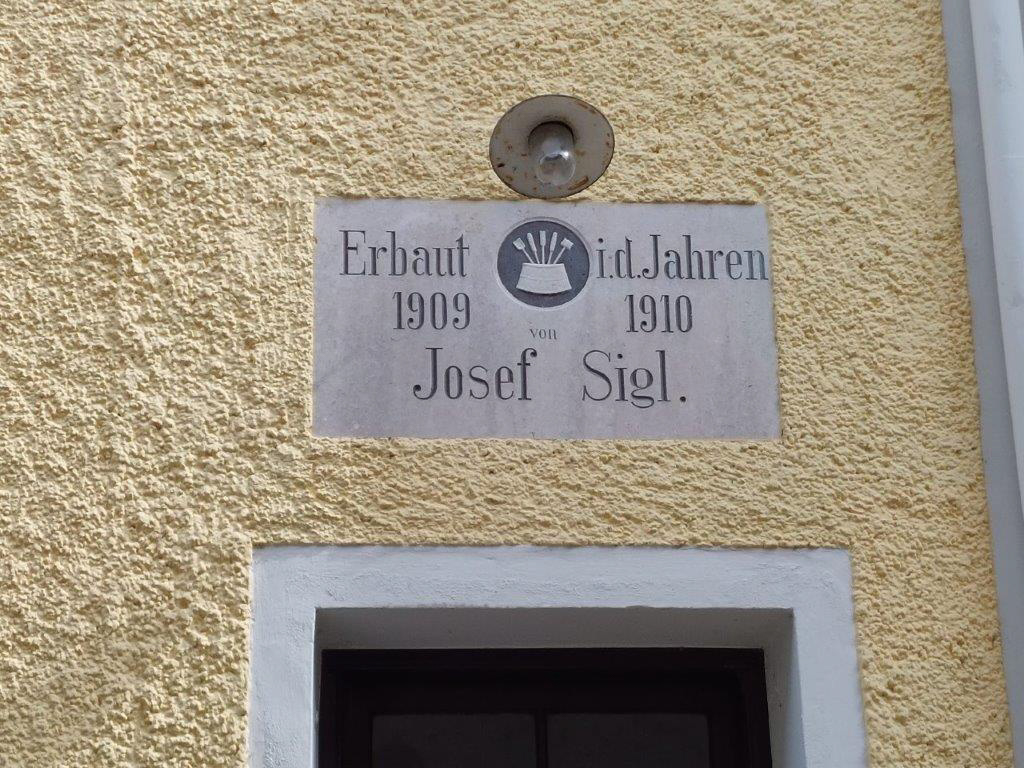 Erbaut i.d. Jahren
1909 1910
von
Josef Sigl.